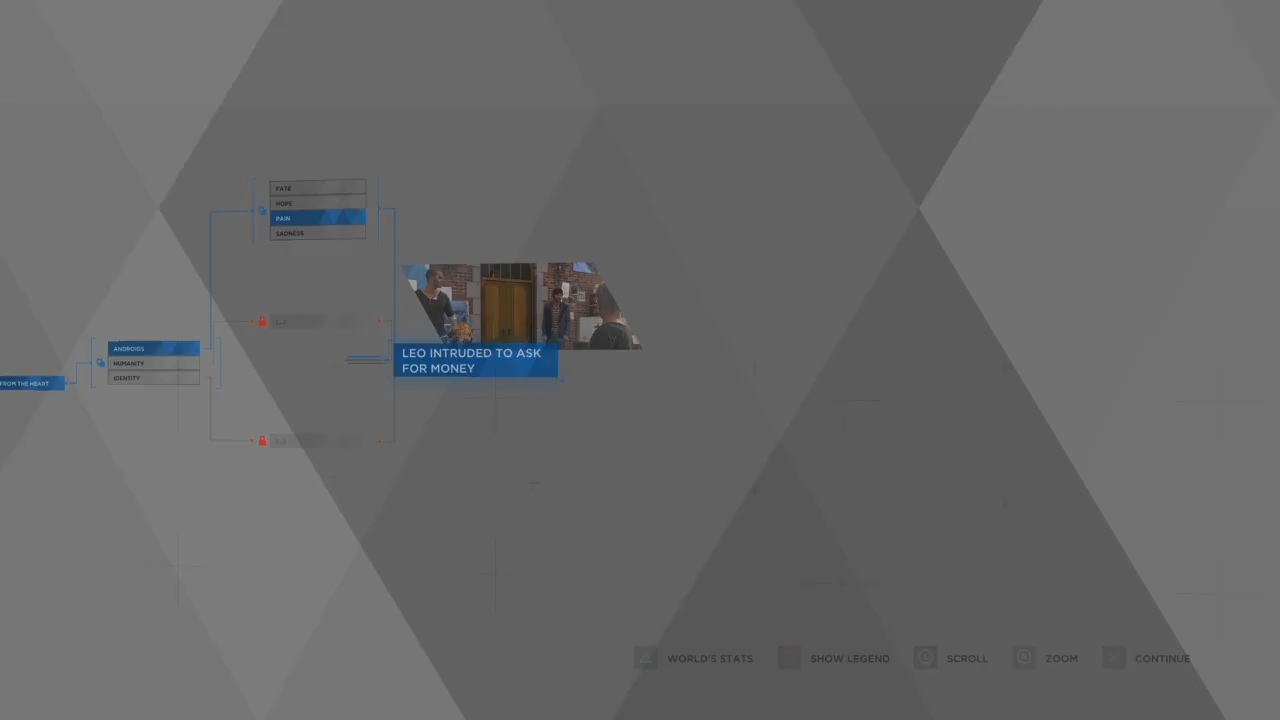 FATE
HOPE
PAIN
SADNESS
ANDROIDS
HUMANITY
IDENTITY
FROM THE HEART
LEO INTRUDED TO ASK
FOR MONEY
WORLD'S STATS
SHOW LEGEND
SCROLL
ZOOM
CONTINUE